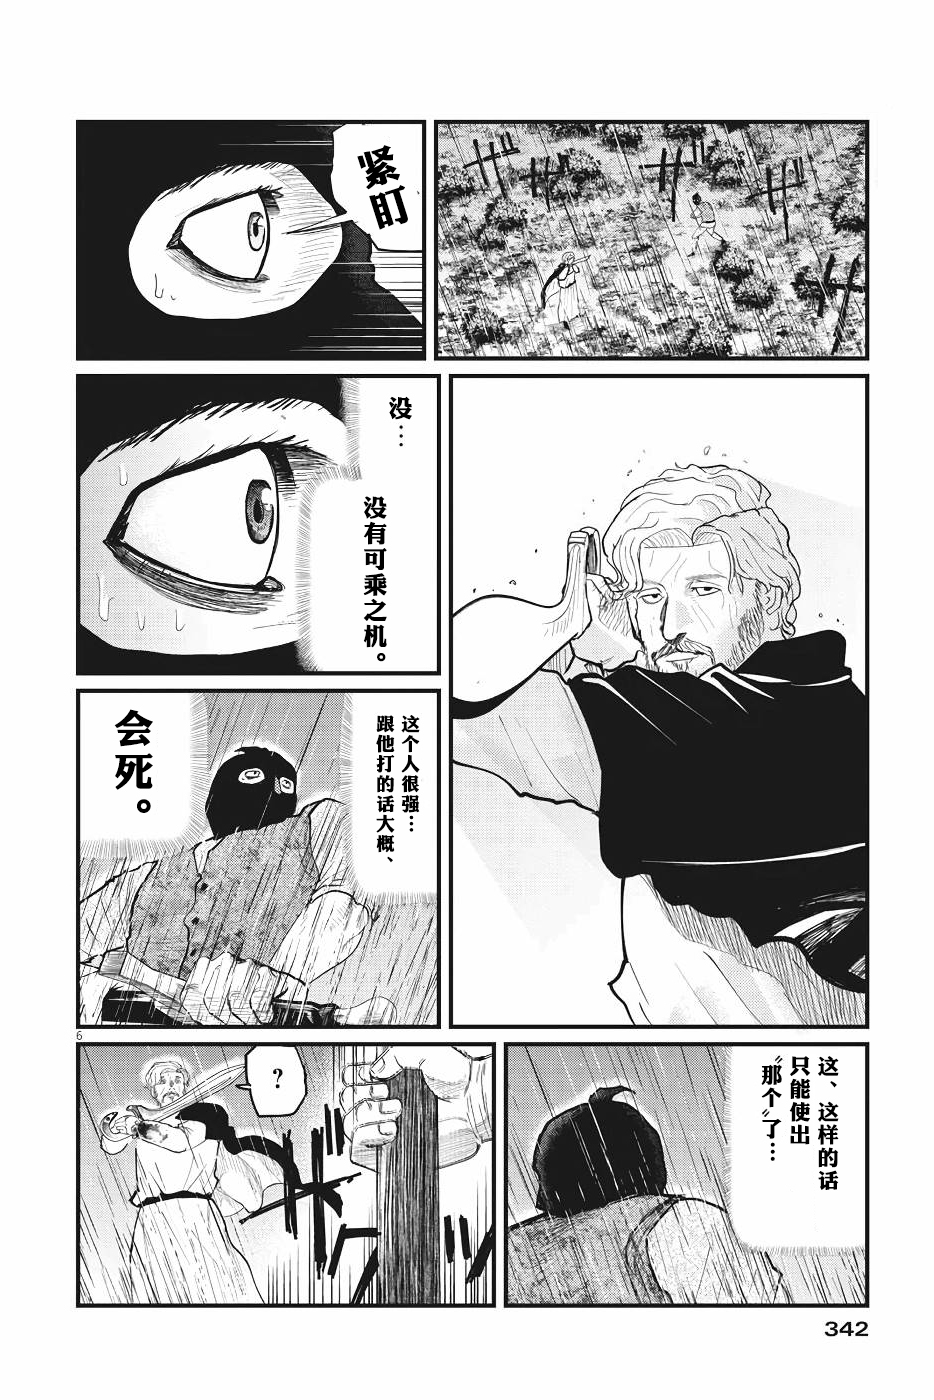 紧盯
没…
没有可乘之机。
这个人很强…
跟他打的话大概、
会死。
6
这、这样的话
只能使出
〝那个〟了…
?
342